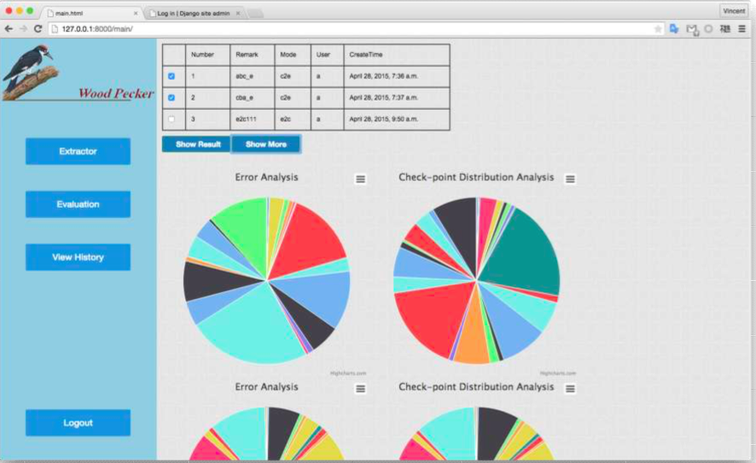 main.html
Log in | Django site admin
Vincent
127.0.0.1:8000/main/
Wood Pecker
Extractor
Evaluation
View History
Logout
Number Remark Mode User CreateTime
1 abc_e c2e a April 28, 2015, 7:36 a.m.
2 cba_e c2e a April 28, 2015, 7:37 a.m.
3 e2c111 e2c a April 28, 2015, 9:50 a.m.
Show Result Show More
Error Analysis Check-point Distribution Analysis
Highcharts.com Highcharts.com
Error Analysis Check-point Distribution Analysis